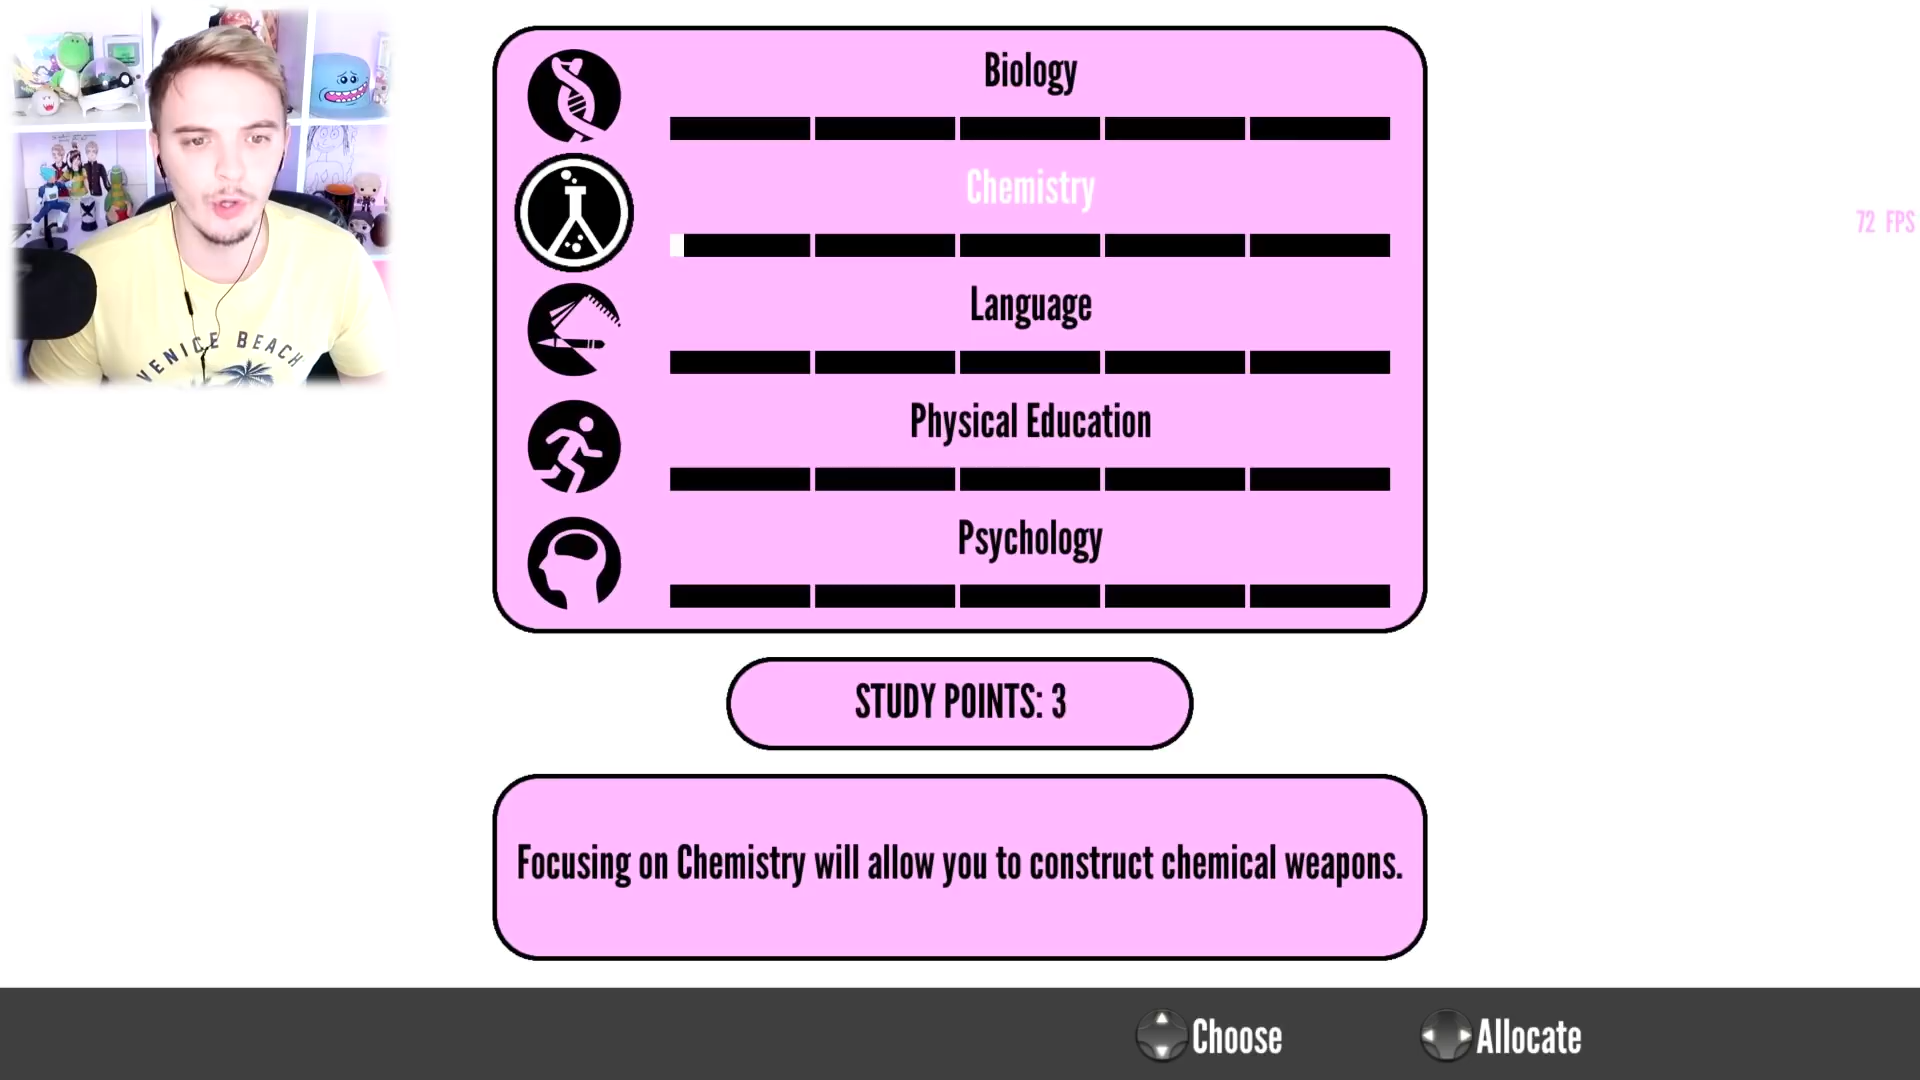 Biology
Chemistry
Language
Physical Education
Psychology
STUDY POINTS: 3
Focusing on Chemistry will allow you to construct chemical weapons.
Choose
Allocate
72 FPS
VENICE BEACH